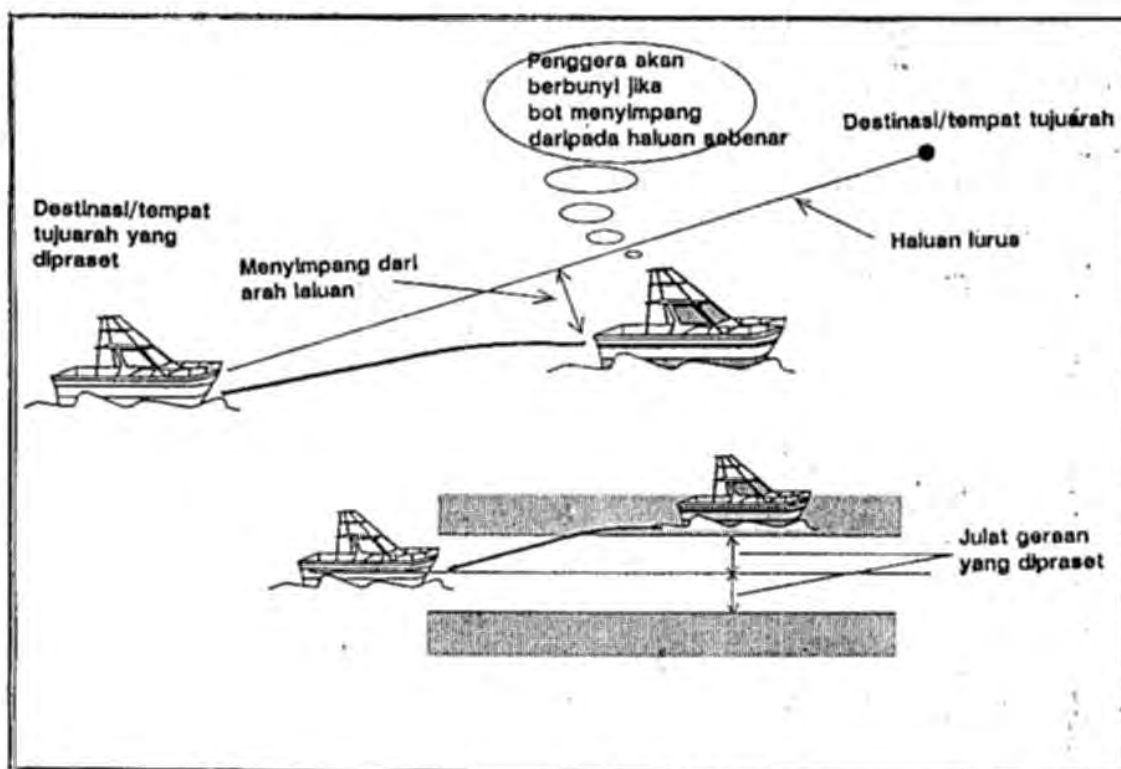 Penggera akan
berbunyi jika
bot menyimpang
daripada haluan sebenar
Destinasi/tempat tujuarah
Destinasi/tempat
tujuarah yang
dipraset
Haluan lurus
Menyimpang dari
arah laluan
Julat geraan
yang dipraset